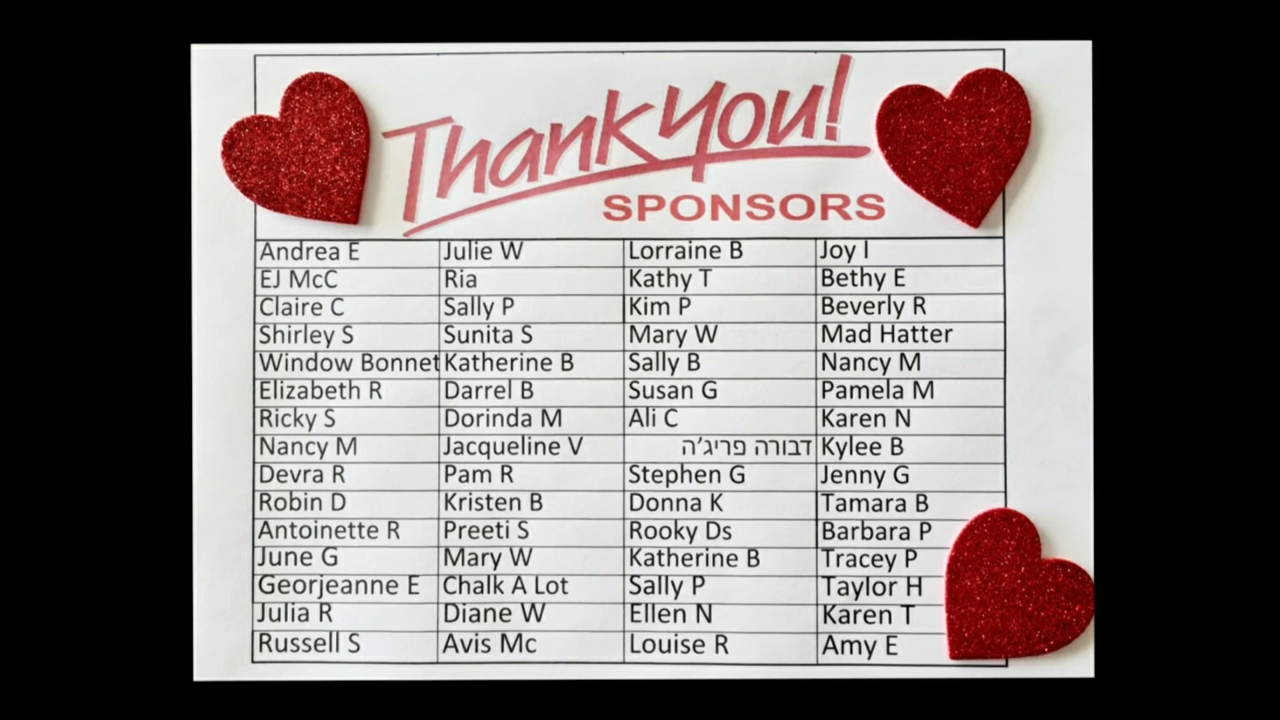 Thank You!
SPONSORS
Andrea E Julie W Lorraine B Joy I
EJ McC Ria Kathy T Bethy E
Claire C Sally P Kim P Beverly R
Shirley S Sunita S Mary W Mad Hatter
Window Bonnet Katherine B Sally B Nancy M
Elizabeth R Darrel B Susan G Pamela M
Ricky S Dorinda M Ali C Karen N
Nancy M Jacqueline V דבורה פריג'ה Kylee B
Devra R Pam R Stephen G Jenny G
Robin D Kristen B Donna K Tamara B
Antoinette R Preeti S Rooky Ds Barbara P
June G Mary W Katherine B Tracey P
Georjeanne E Chalk A Lot Sally P Taylor H
Julia R Diane W Ellen N Karen T
Russell S Avis Mc Louise R Amy E